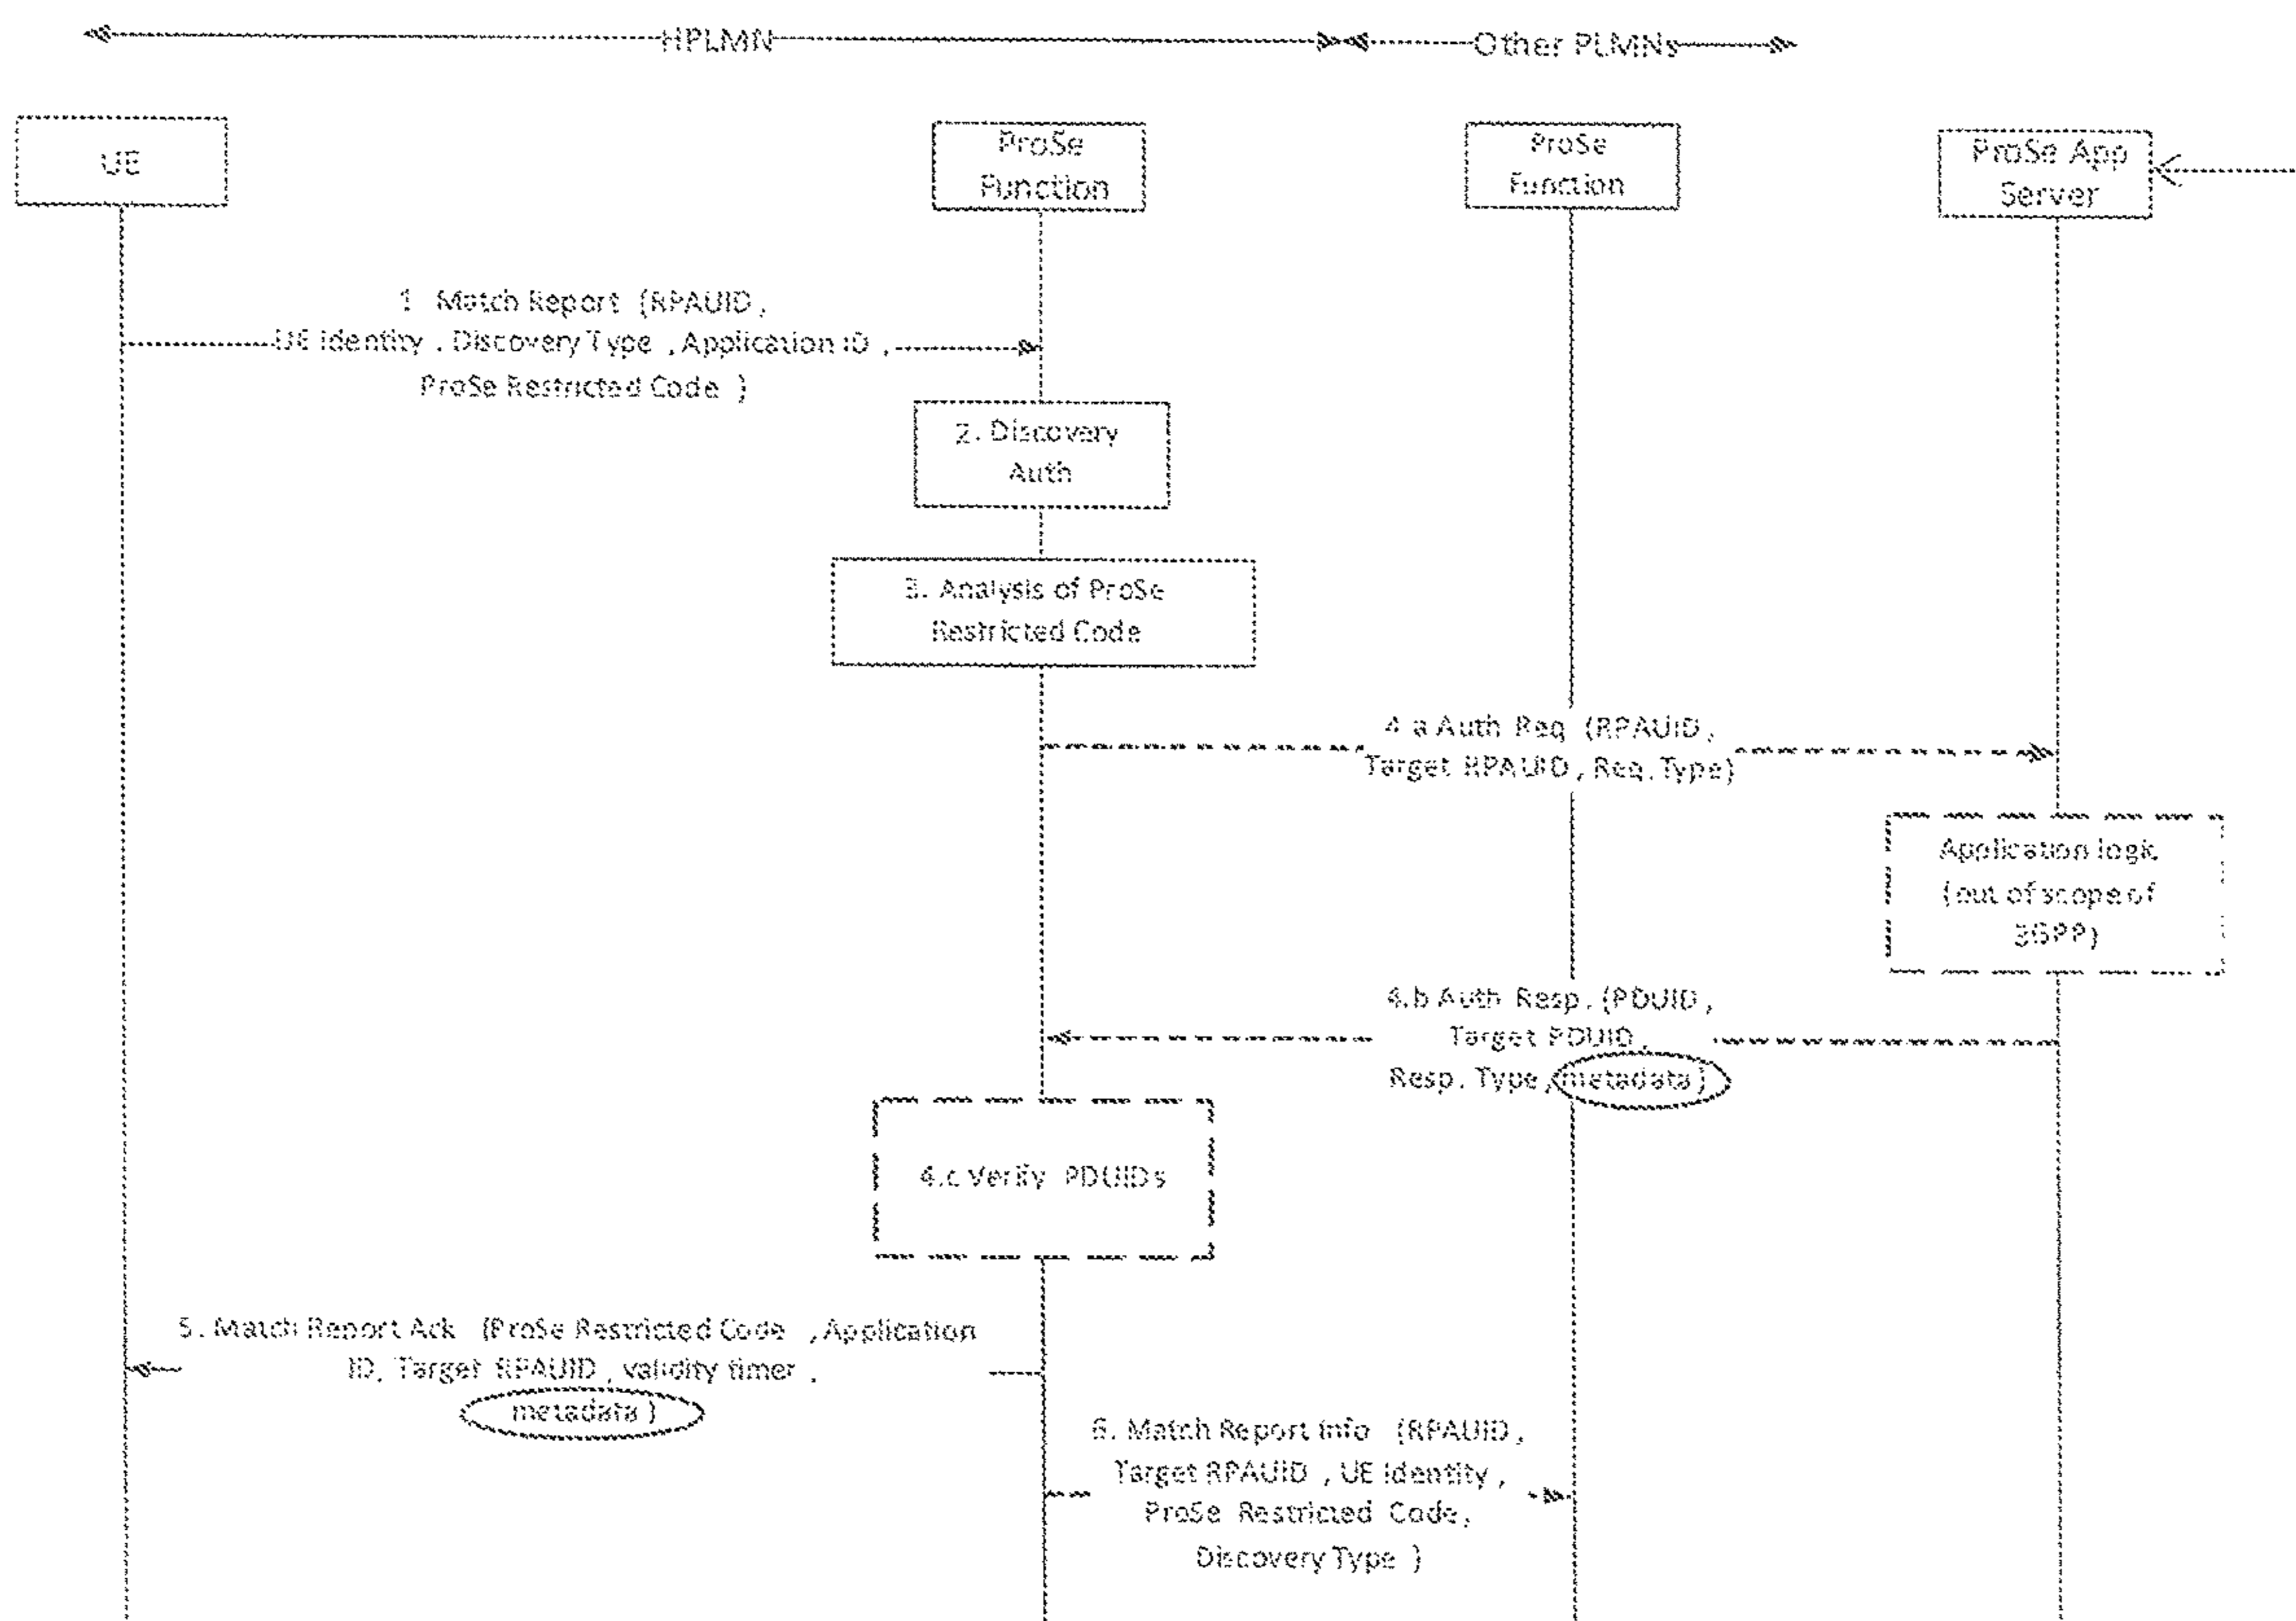 HPLMN
Other PLMNs
UE
ProSe
Function
ProSe
Function
ProSe App
Server
1 Match Report (RPAUID,
UE Identity , Discovery Type , Application ID ,
ProSe Restricted Code )
2. Discovery
Auth
3. Analysis of ProSe
Restricted Code
4 a Auth Req (RPAUID,
Target RPAUID , Req. Type)
Application logic
(out of scope of
3GPP)
4.b Auth Resp. (PDUID,
Target PDUID,
Resp. Type, metadata)
4.c Verify PDUIDs
5. Match Report Ack (ProSe Restricted Code , Application
ID, Target RPAUID , validity timer ,
metadata )
6. Match Report Info (RPAUID,
Target RPAUID , UE Identity ,
ProSe Restricted Code,
Discovery Type )